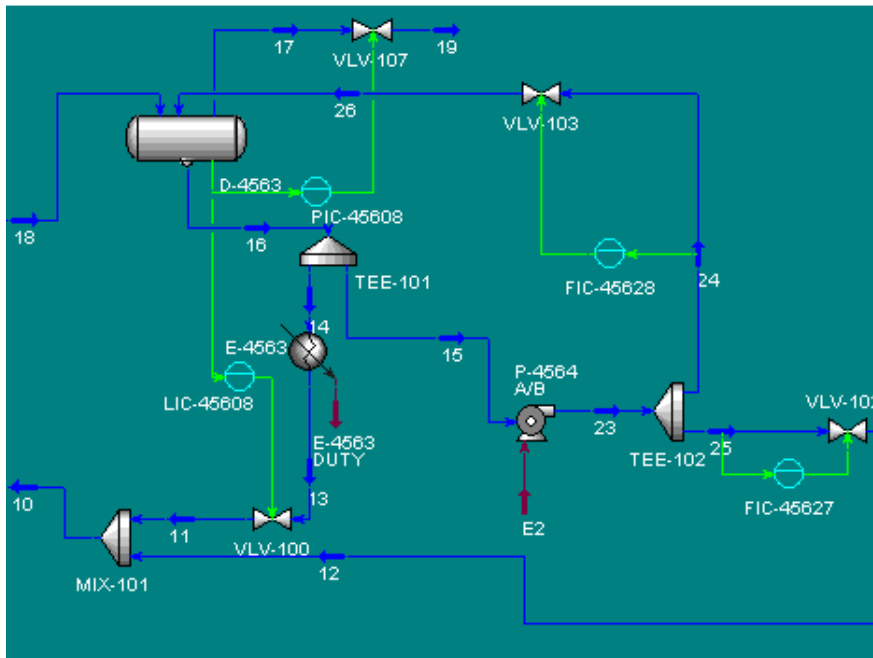 17
19
VLV-107
26
VLV-103
D-4563
PIC-45608
18
16
TEE-101
FIC-45628
24
14
E-4563
15
P-4564
A/B
LIC-45608
VLV-102
23
TEE-102
25
E-4563
DUTY
10
13
FIC-45627
11
E2
VLV-100
12
MIX-101